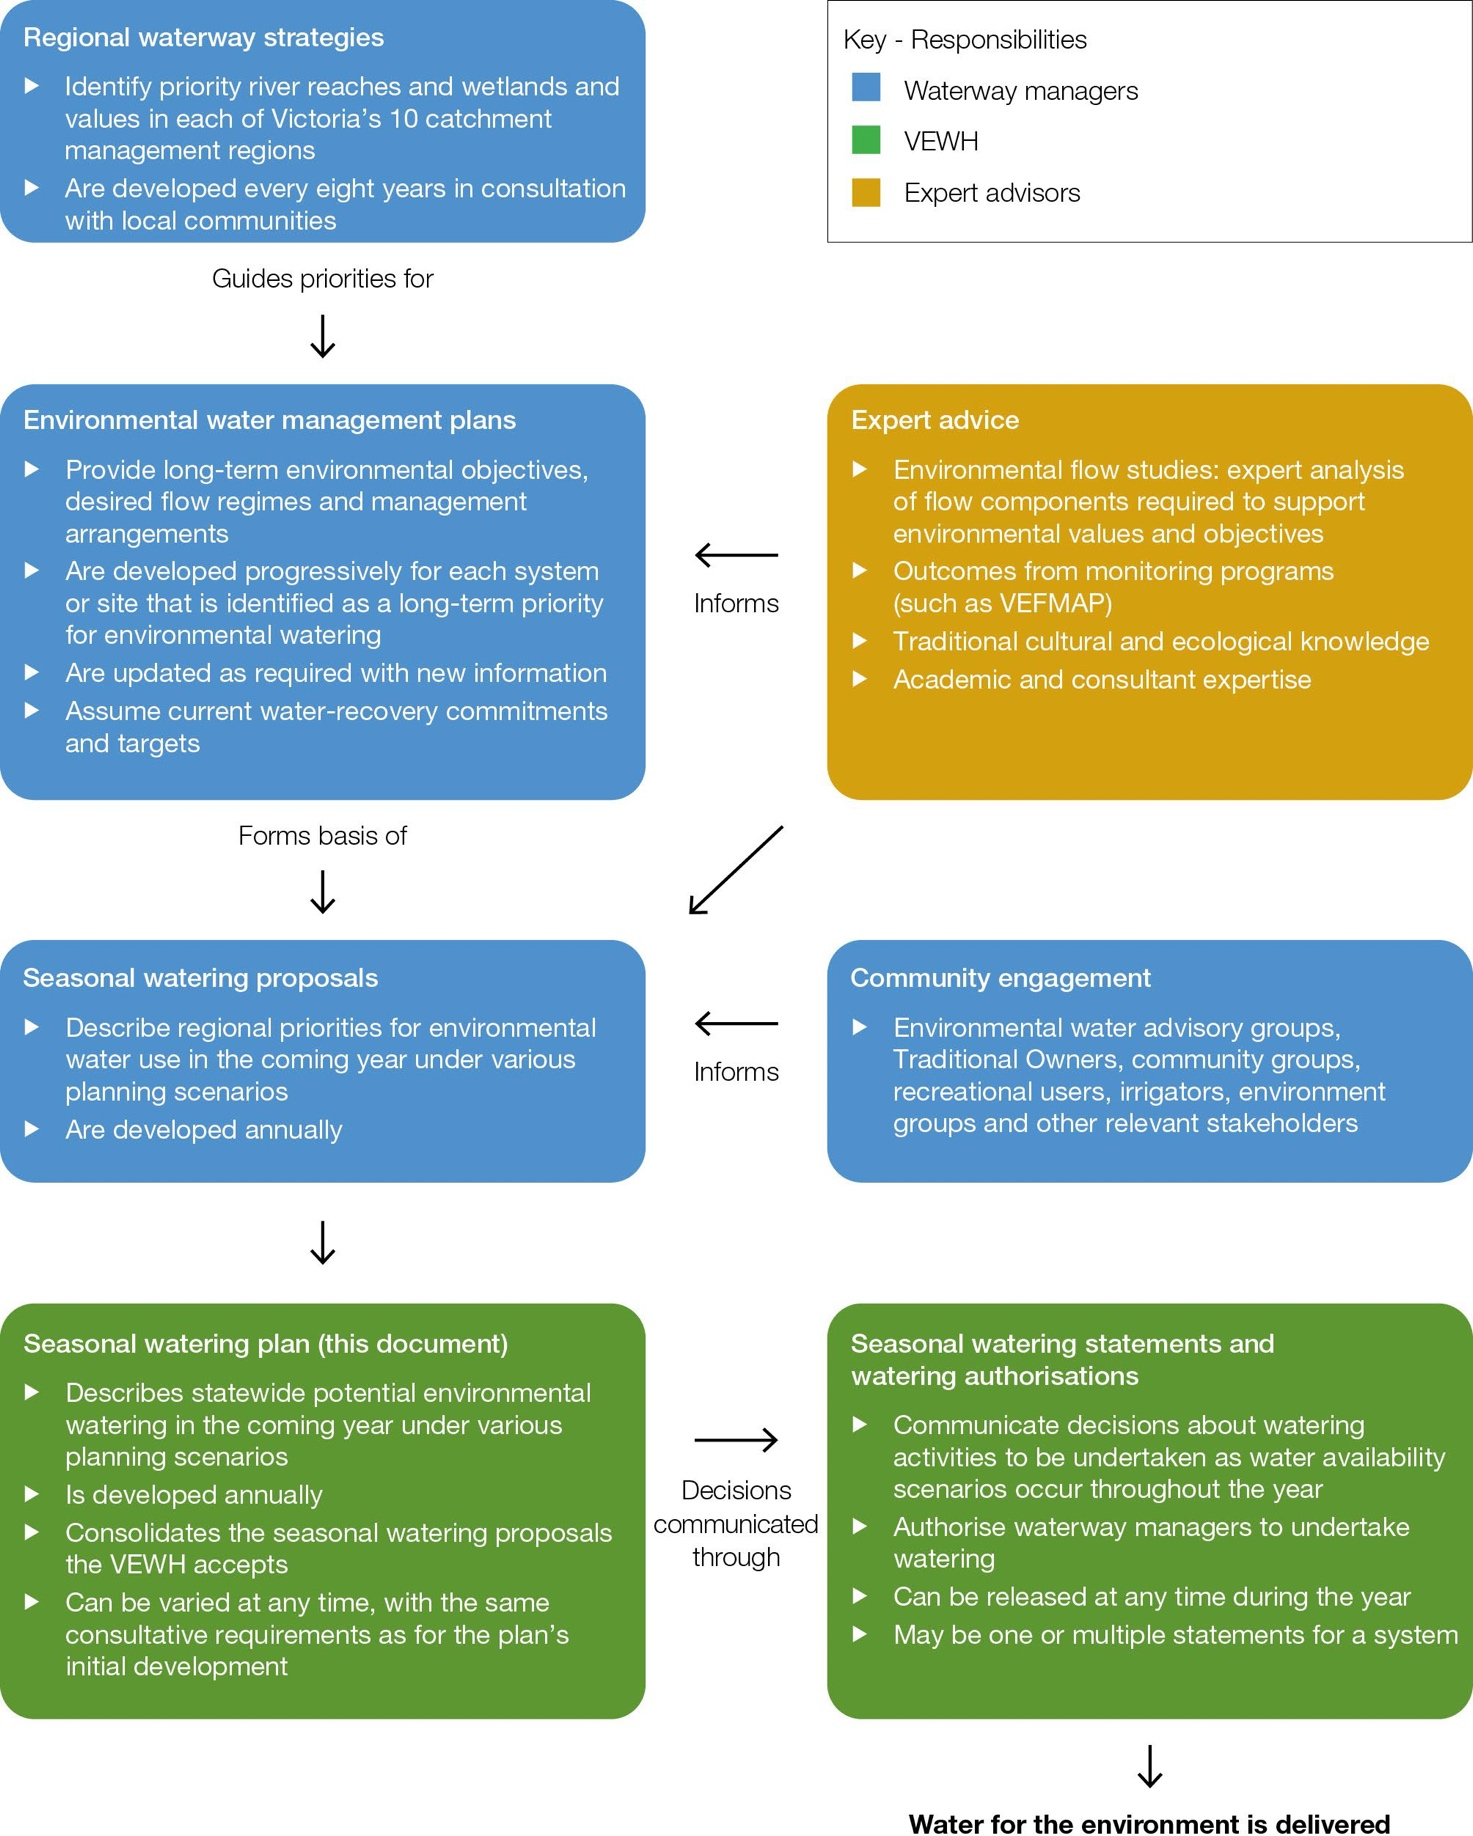 Regional waterway strategies
Identify priority river reaches and wetlands and
values in each of Victoria’s 10 catchment
management regions
Are developed every eight years in consultation
with local communities
Key - Responsibilities
Waterway managers
VEWH
Expert advisors
Guides priorities for
Environmental water management plans
Provide long-term environmental objectives,
desired flow regimes and management
arrangements
Are developed progressively for each system
or site that is identified as a long-term priority
for environmental watering
Are updated as required with new information
Assume current water-recovery commitments
and targets
Informs
Expert advice
Environmental flow studies: expert analysis
of flow components required to support
environmental values and objectives
Outcomes from monitoring programs
(such as VEFMAP)
Traditional cultural and ecological knowledge
Academic and consultant expertise
Forms basis of
Seasonal watering proposals
Describe regional priorities for environmental
water use in the coming year under various
planning scenarios
Are developed annually
Informs
Community engagement
Environmental water advisory groups,
Traditional Owners, community groups,
recreational users, irrigators, environment
groups and other relevant stakeholders
Seasonal watering plan (this document)
Describes statewide potential environmental
watering in the coming year under various
planning scenarios
Is developed annually
Consolidates the seasonal watering proposals
the VEWH accepts
Can be varied at any time, with the same
consultative requirements as for the plan’s
initial development
Decisions
communicated
through
Seasonal watering statements and
watering authorisations
Communicate decisions about watering
activities to be undertaken as water availability
scenarios occur throughout the year
Authorise waterway managers to undertake
watering
Can be released at any time during the year
May be one or multiple statements for a system
Water for the environment is delivered